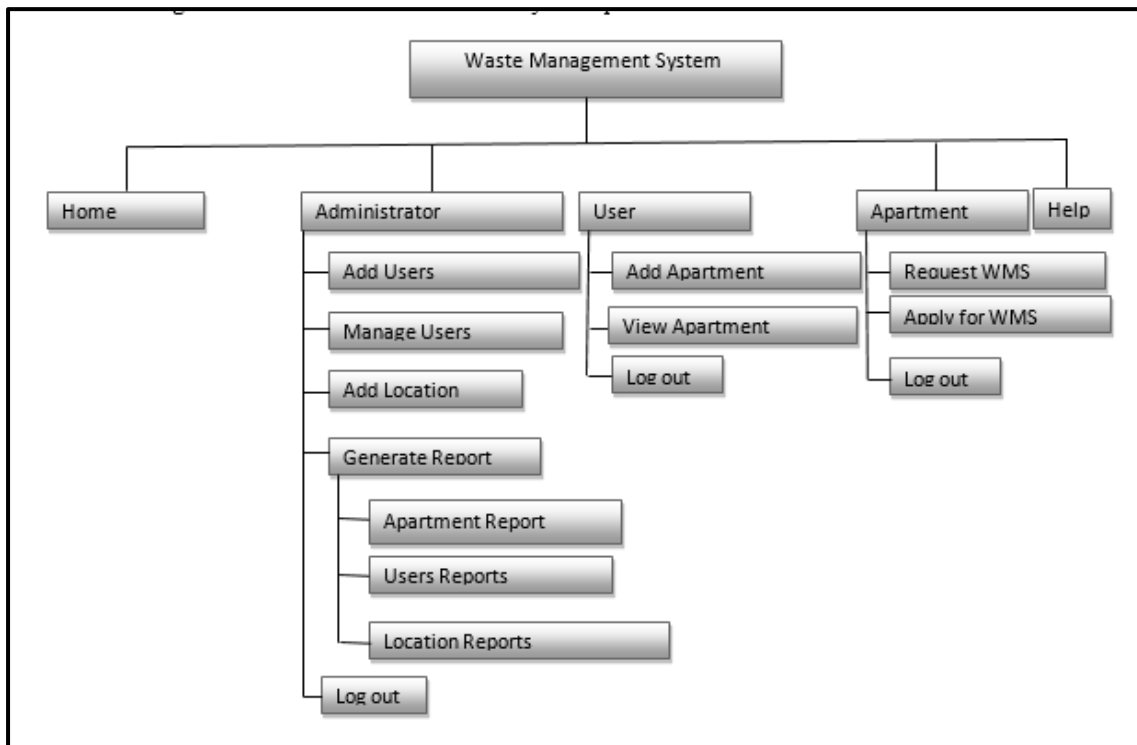 Waste Management System
Home
Administrator
User
Apartment
Help
Add Users
Manage Users
Add Location
Generate Report
Apartment Report
Users Reports
Location Reports
Log out
Add Apartment
View Apartment
Log out
Request WMS
Apply for WMS
Log out